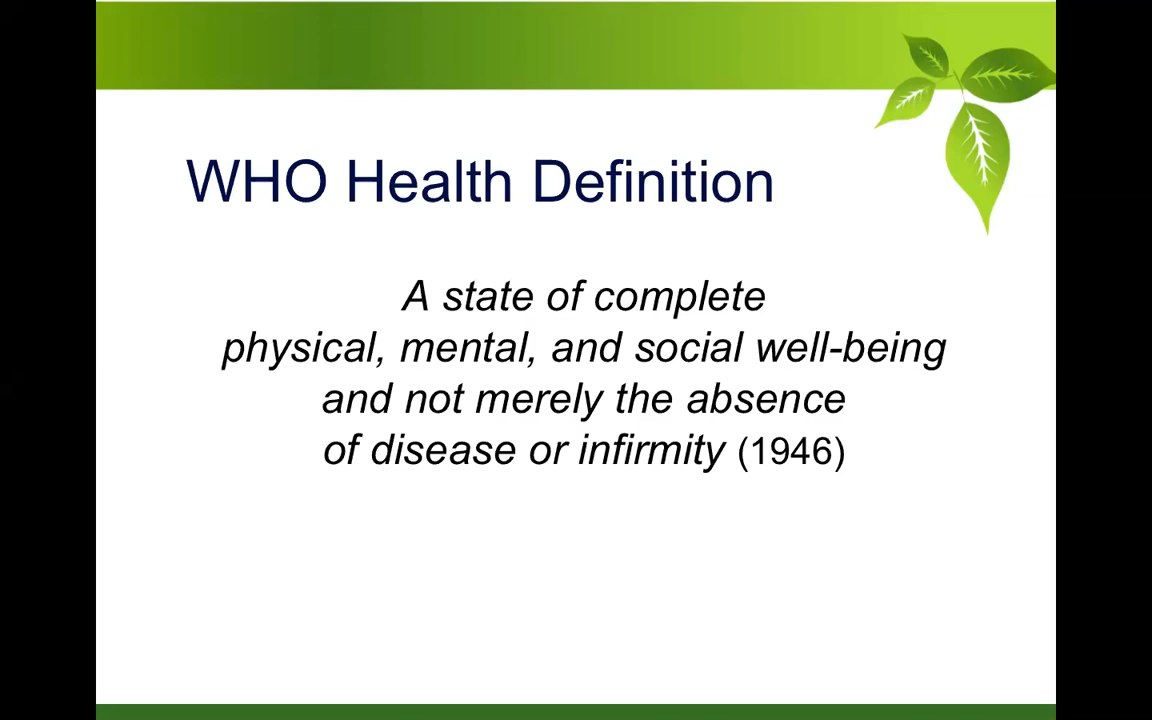 WHO Health Definition
A state of complete
physical, mental, and social well-being
and not merely the absence
of disease or infirmity (1946)